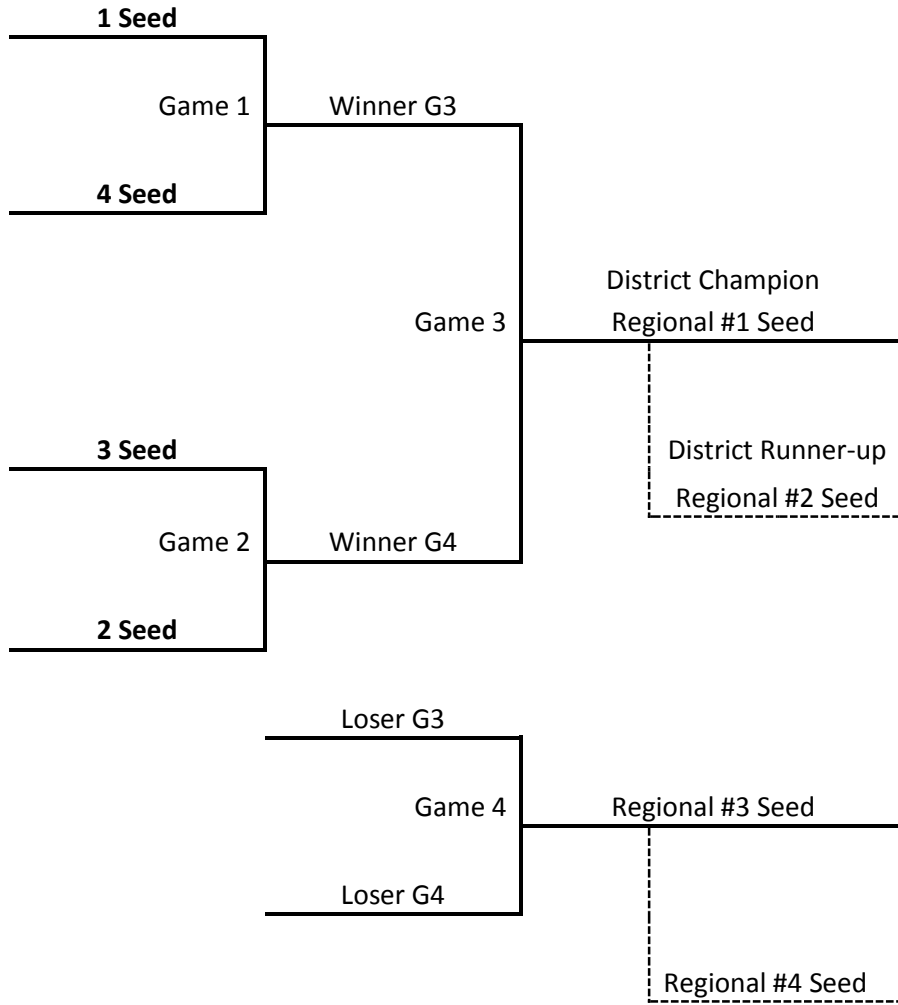 1 Seed
Game 1
Winner G3
4 Seed
District Champion
Game 3
Regional #1 Seed
3 Seed
District Runner-up
Regional #2 Seed
Game 2
Winner G4
2 Seed
Loser G3
Game 4
Regional #3 Seed
Loser G4
Regional #4 Seed